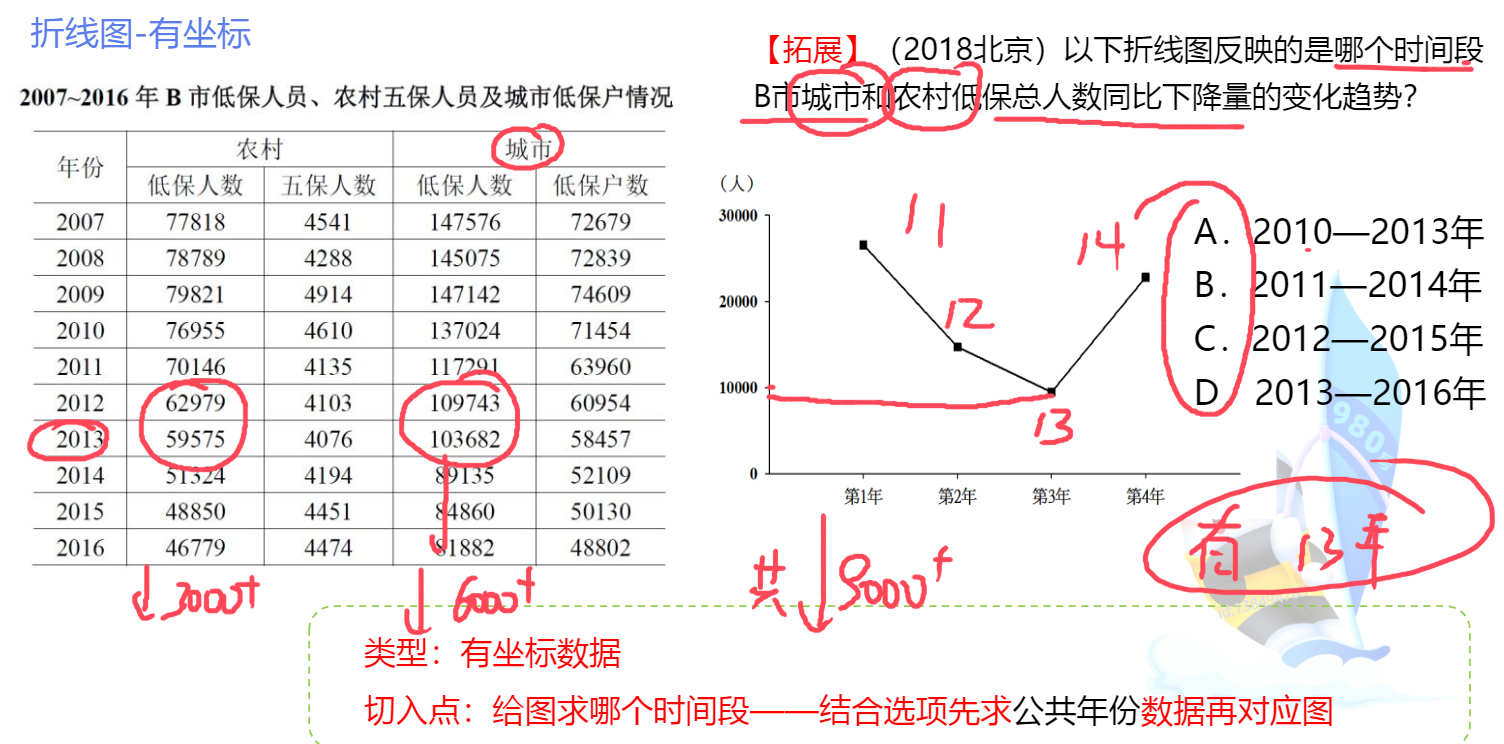 折线图-有坐标
2007~2016 年 B 市低保人员、农村五保人员及城市低保户情况
年份 农村 城市
低保人数 五保人数 低保人数 低保户数
2007 77818 4541 147576 72679
2008 78789 4288 145075 72839
2009 79821 4914 147142 74609
2010 76955 4610 137024 71454
2011 70146 4135 117291 63960
2012 62979 4103 109743 60954
2013 59575 4076 103682 58457
2014 51324 4194 89135 52109
2015 48850 4451 84860 50130
2016 46779 4474 81882 48802
↓3000+ ↓6000+
【拓展】（2018北京）以下折线图反映的是哪个时间段
B市城市和农村低保总人数同比下降量的变化趋势？
（人）
30000
20000
10000
0
第1年 第2年 第3年 第4年
11
12
13
14
A．2010—2013年
B．2011—2014年
C．2012—2015年
D．2013—2016年
共↓9000+
有 13年
类型：有坐标数据
切入点：给图求哪个时间段——结合选项先求公共年份数据再对应图